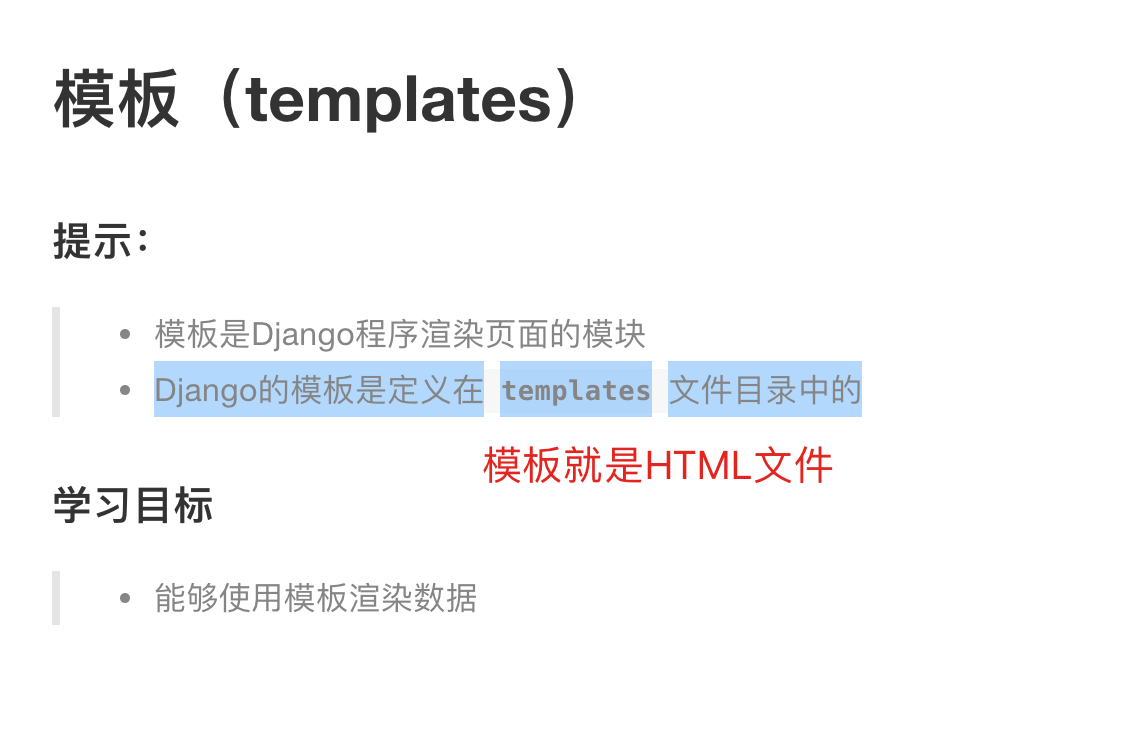 模板（templates）
提示：
模板是Django程序渲染页面的模块
Django的模板是定义在 templates 文件目录中的
模板就是HTML文件
学习目标
能够使用模板渲染数据